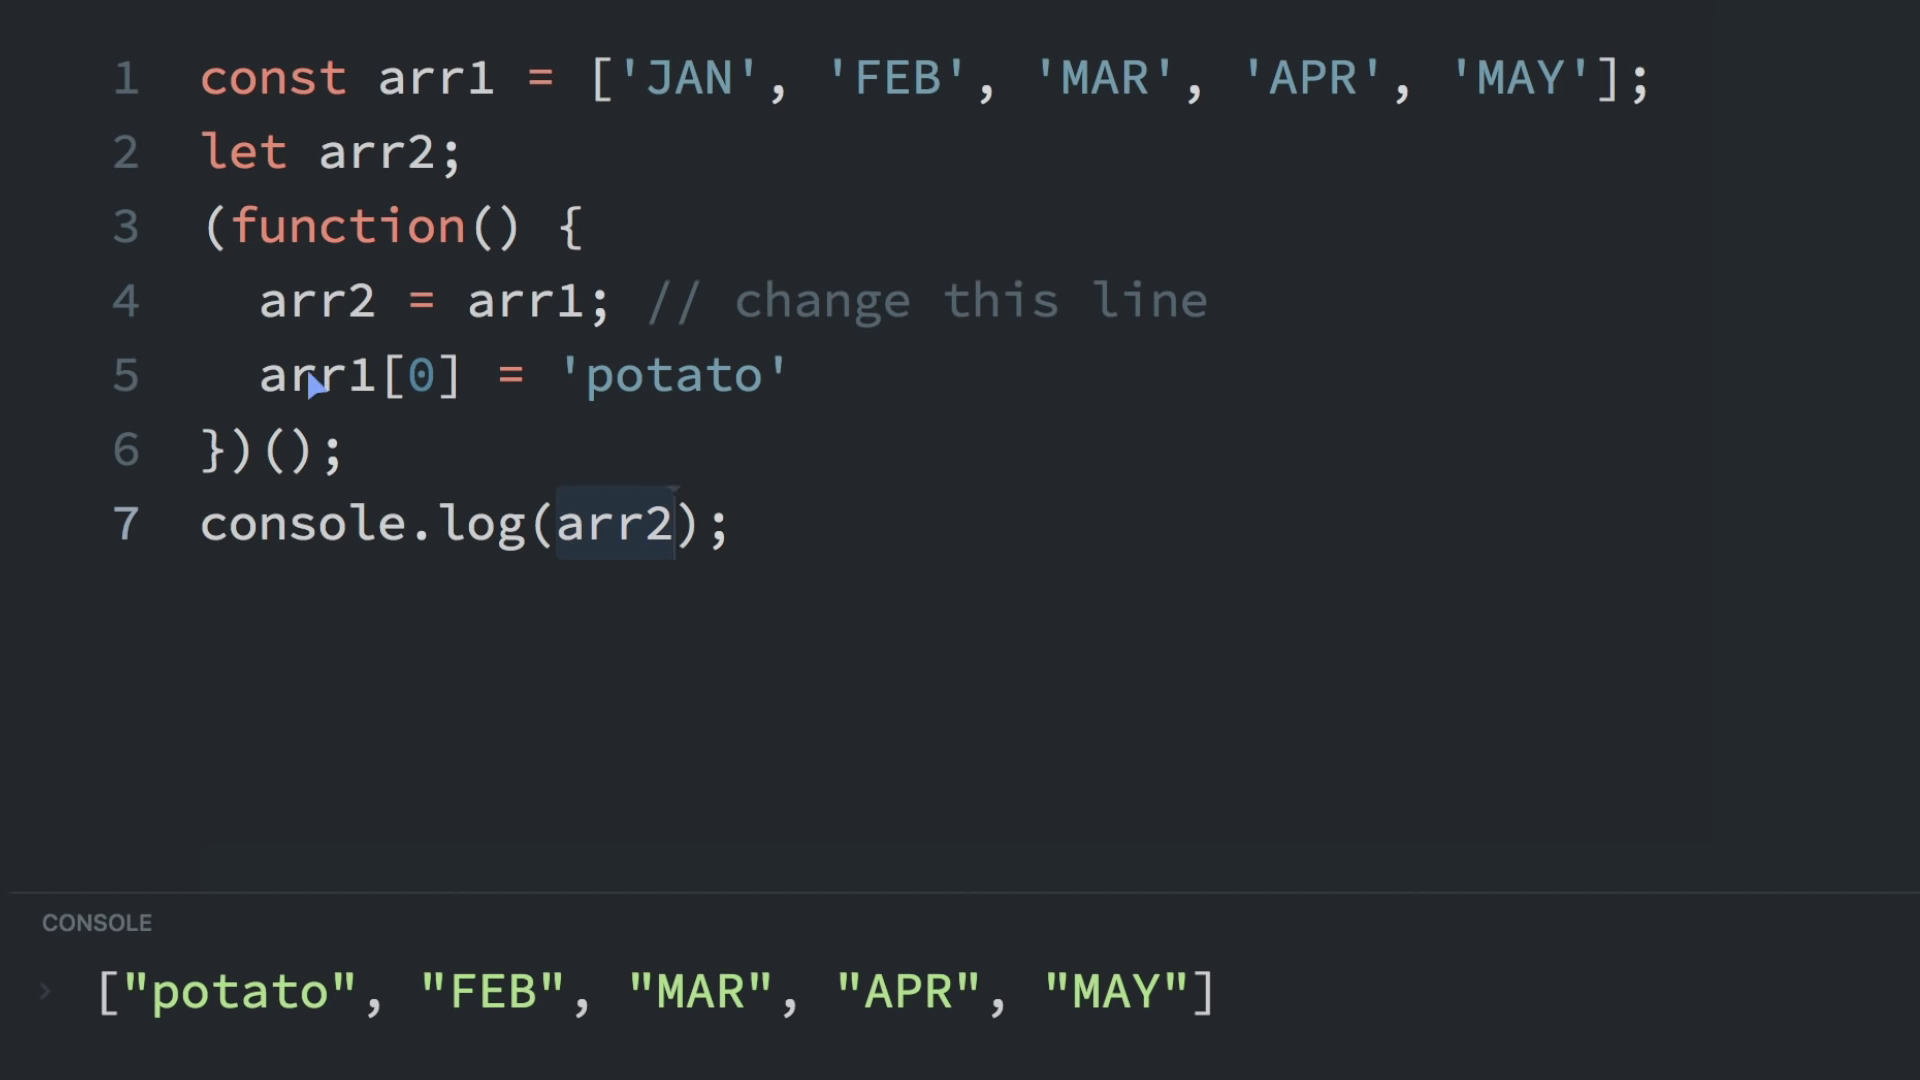 1 const arr1 = ['JAN', 'FEB', 'MAR', 'APR', 'MAY'];
2 let arr2;
3 (function() {
4   arr2 = arr1; // change this line
5   arr1[0] = 'potato'
6 })();
7 console.log(arr2);
CONSOLE
› ["potato", "FEB", "MAR", "APR", "MAY"]